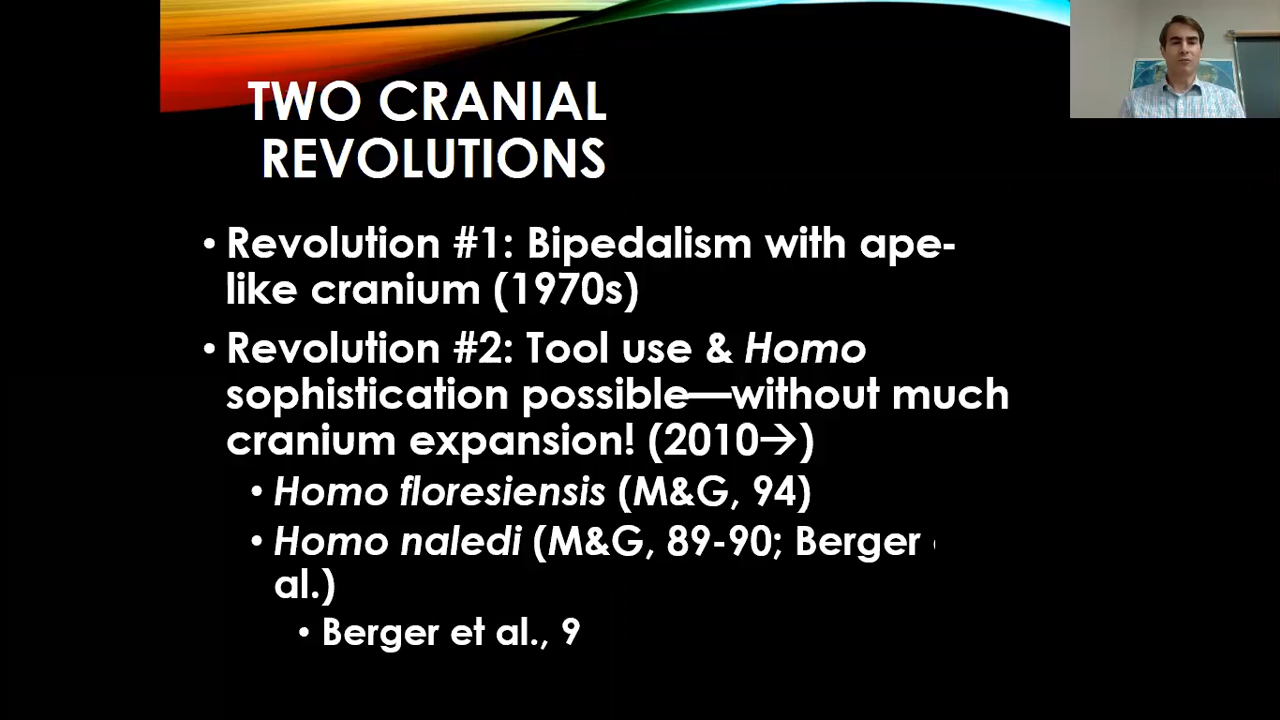 TWO CRANIAL
REVOLUTIONS
• Revolution #1: Bipedalism with ape-
like cranium (1970s)
• Revolution #2: Tool use & Homo
sophistication possible—without much
cranium expansion! (2010→)
• Homo floresiensis (M&G, 94)
• Homo naledi (M&G, 89-90; Berger
al.)
• Berger et al., 9